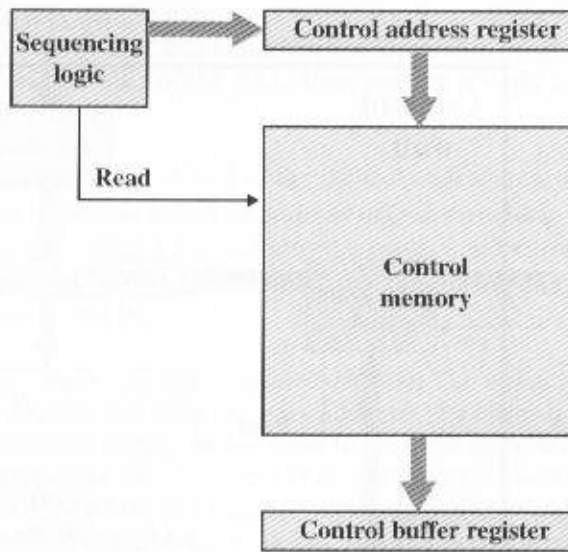 Sequencing
logic
Control address register
Read
Control
memory
Control buffer register